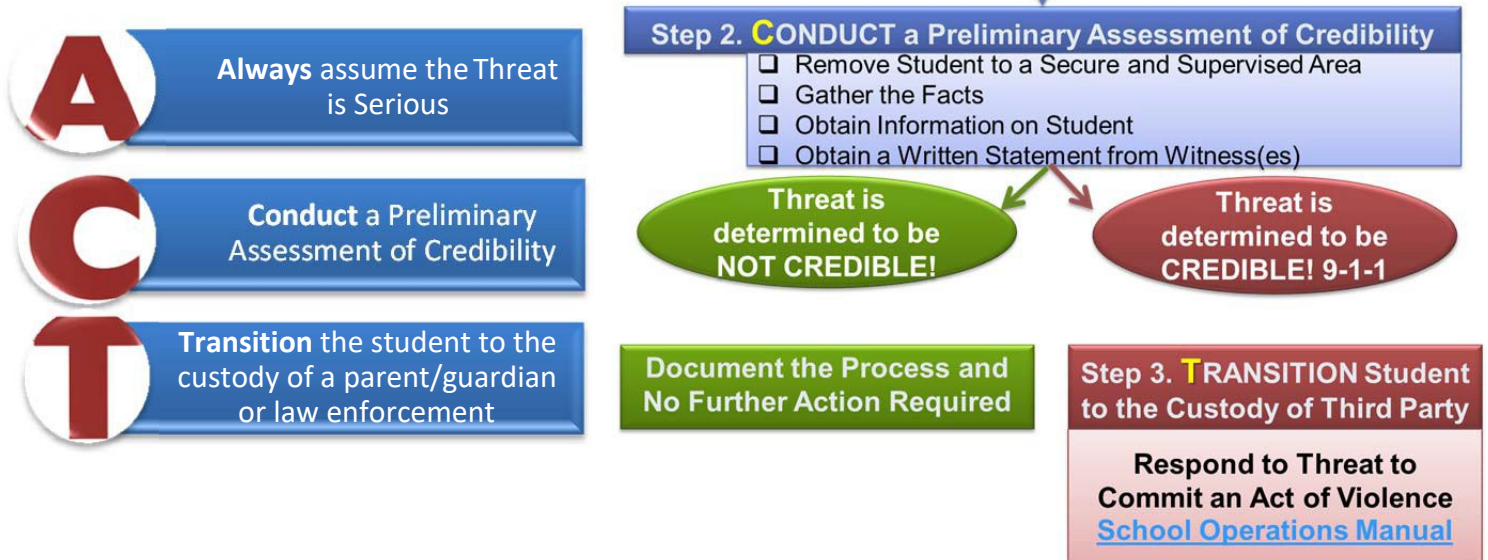 A
Always assume the Threat
is Serious
C
Conduct a Preliminary
Assessment of Credibility
T
Transition the student to the
custody of a parent/guardian
or law enforcement
Step 2. CONDUCT a Preliminary Assessment of Credibility
❑ Remove Student to a Secure and Supervised Area
❑ Gather the Facts
❑ Obtain Information on Student
❑ Obtain a Written Statement from Witness(es)
Threat is
determined to be
NOT CREDIBLE!
Threat is
determined to be
CREDIBLE! 9-1-1
Document the Process and
No Further Action Required
Step 3. TRANSITION Student
to the Custody of Third Party
Respond to Threat to
Commit an Act of Violence
School Operations Manual